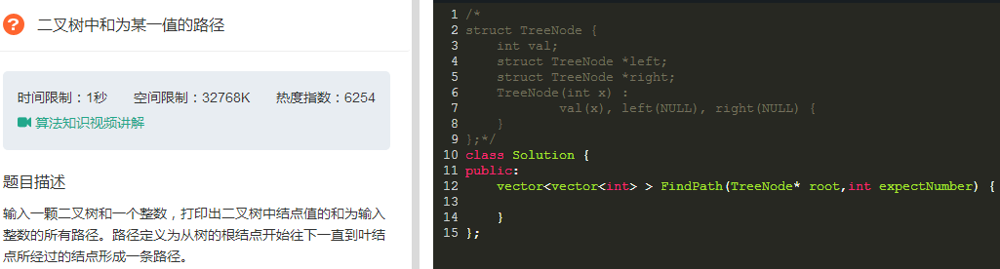 ? 二叉树中和为某一值的路径
时间限制：1秒 空间限制：32768K 热度指数：6254
算法知识视频讲解
题目描述
输入一颗二叉树和一个整数，打印出二叉树中结点值的和为输入
整数的所有路径。路径定义为从树的根结点开始往下一直到叶结
点所经过的结点形成一条路径。
1 /*
2 struct TreeNode {
3     int val;
4     struct TreeNode *left;
5     struct TreeNode *right;
6     TreeNode(int x) :
7             val(x), left(NULL), right(NULL) {
8     }
9 };*/
10 class Solution {
11 public:
12     vector<vector<int> > FindPath(TreeNode* root,int expectNumber) {
13
14     }
15 };